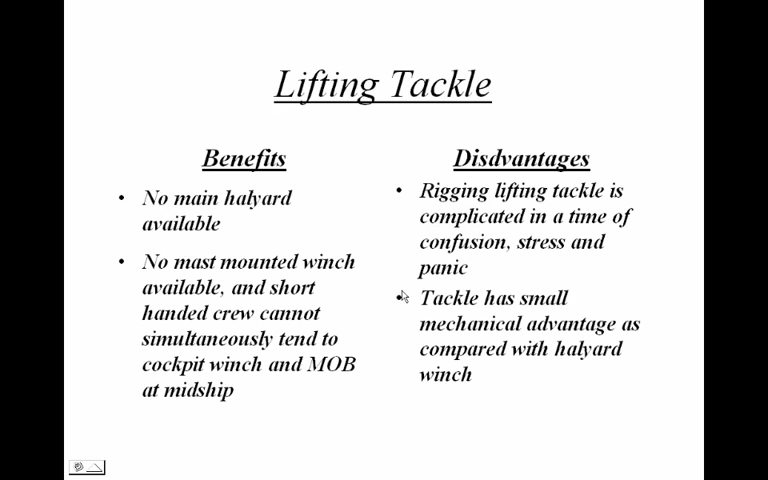 Lifting Tackle
Benefits
• No main halyard
available
• No mast mounted winch
available, and short
handed crew cannot
simultaneously tend to
cockpit winch and MOB
at midship
Disdvantages
• Rigging lifting tackle is
complicated in a time of
confusion, stress and
panic
• Tackle has small
mechanical advantage as
compared with halyard
winch